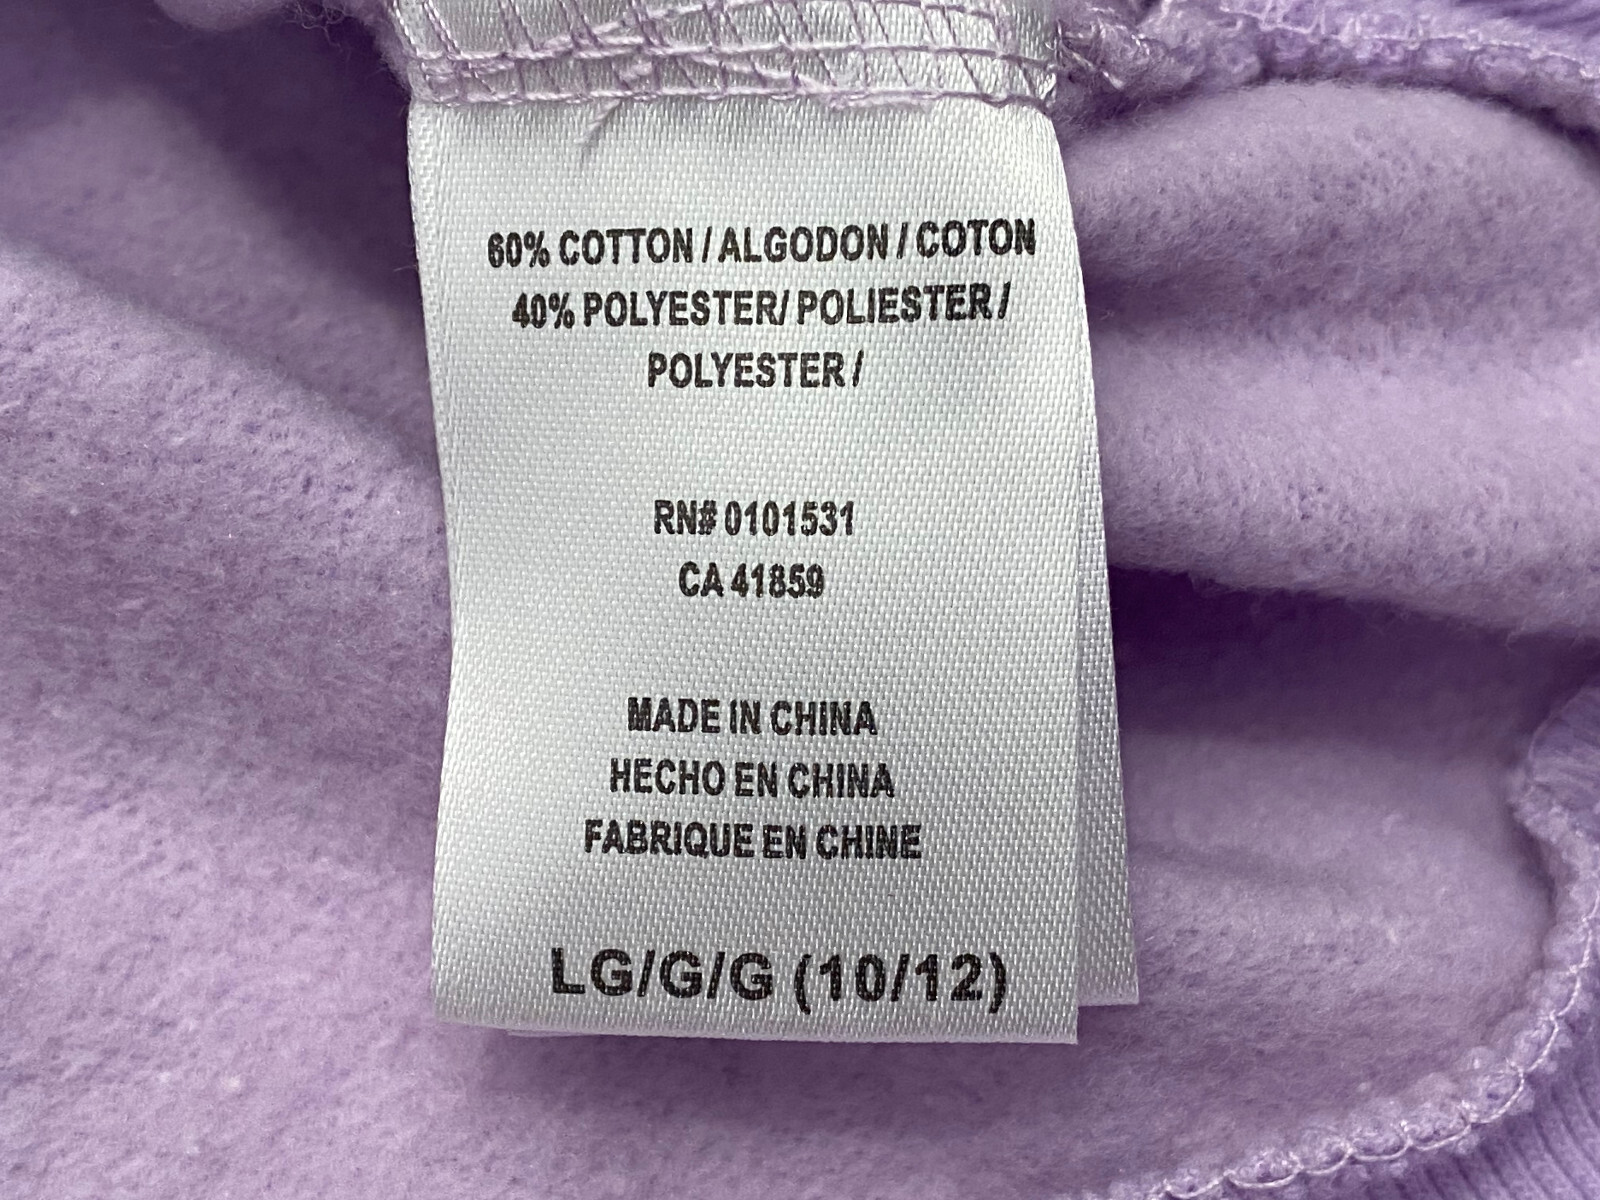 60% COTTON / ALGODON / COTON
40% POLYESTER/ POLIESTER /
POLYESTER /
RN# 0101531
CA 41859
MADE IN CHINA
HECHO EN CHINA
FABRIQUE EN CHINE
LG/G/G (10/12)